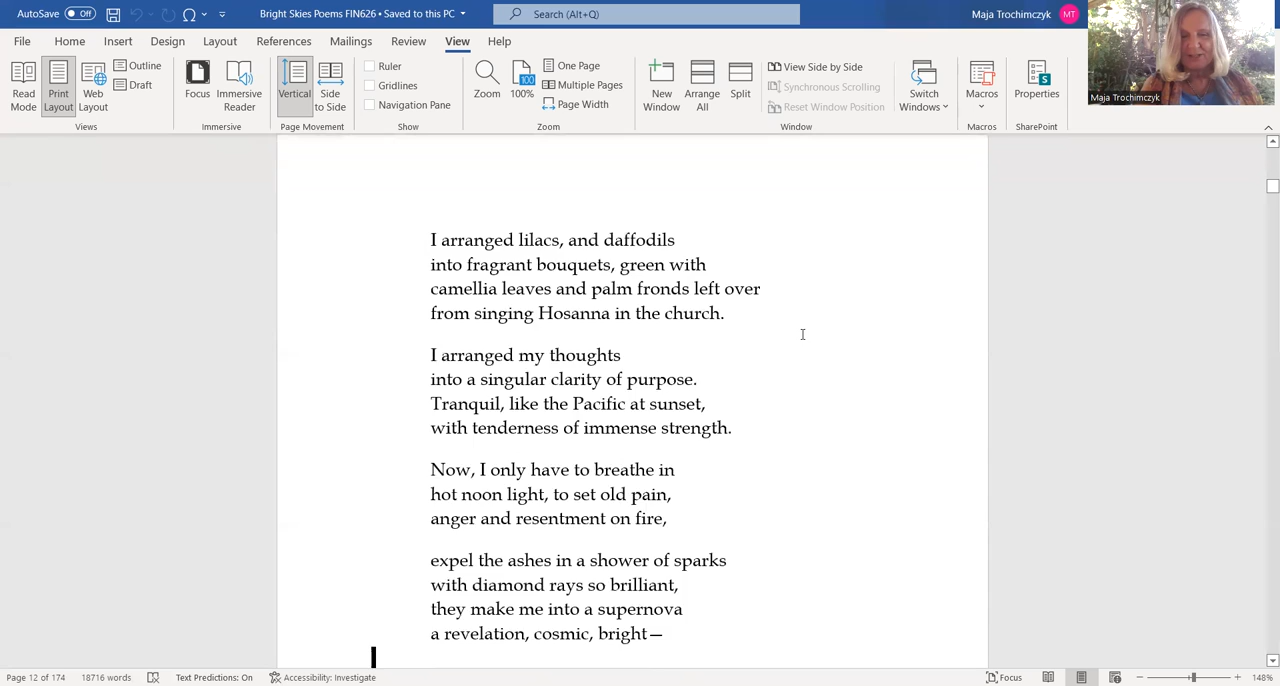 AutoSave Off Bright Skies Poems FIN626 • Saved to this PC Search (Alt+Q) Maja Trochimczyk MT
File Home Insert Draw Design Layout References Mailings Review View Help
Read Mode Print Layout Web Layout Outline Draft Views
Focus Immersive Reader Immersive
Vertical Side to Side Page Movement
Ruler Gridlines Navigation Pane Show
Zoom 100 100% One Page Multiple Pages Page Width Zoom
New Window Arrange All Split View Side by Side Synchronous Scrolling Reset Window Position Switch Windows Window
Macros Macros
S Properties SharePoint
Maja Trochimczyk
I arranged lilacs, and daffodils
into fragrant bouquets, green with
camellia leaves and palm fronds left over
from singing Hosanna in the church.
I arranged my thoughts
into a singular clarity of purpose.
Tranquil, like the Pacific at sunset,
with tenderness of immense strength.
Now, I only have to breathe in
hot noon light, to set old pain,
anger and resentment on fire,
expel the ashes in a shower of sparks
with diamond rays so brilliant,
they make me into a supernova
a revelation, cosmic, bright—
Page 12 of 174 18716 words Text Predictions: On Accessibility: Investigate Focus 148%